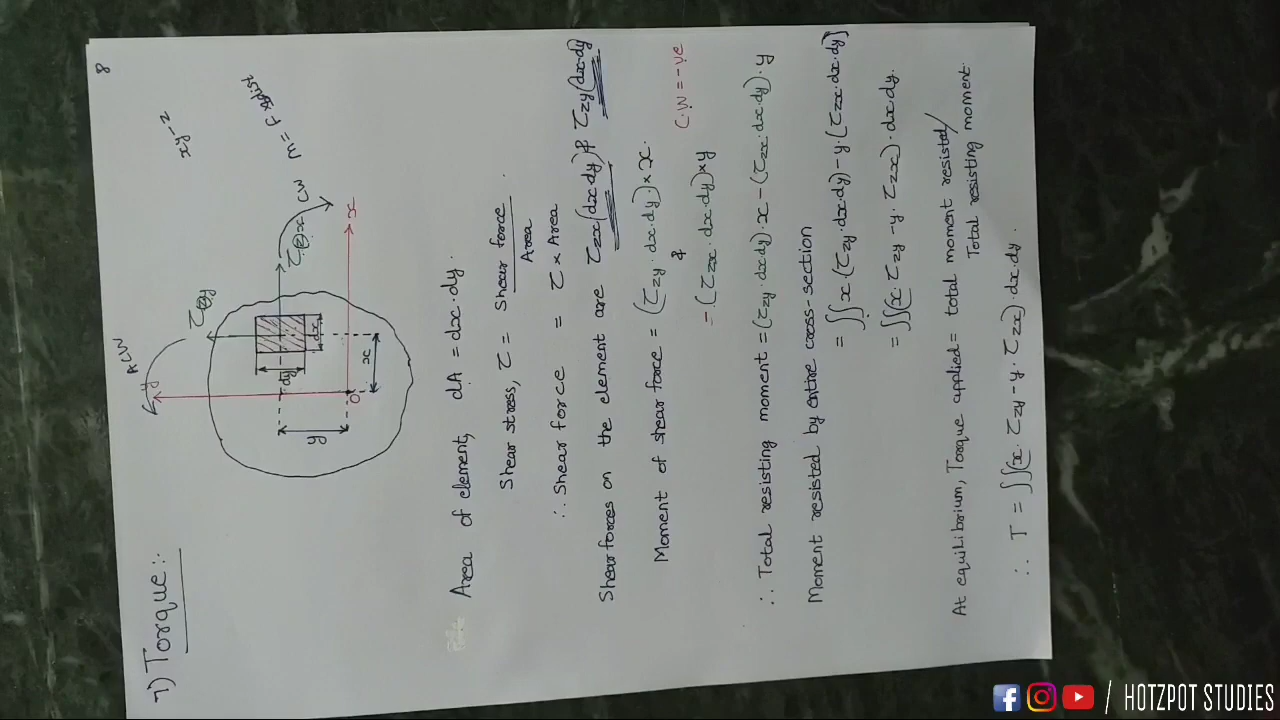 8
7) Torque:-
xy-z
ACW
y
τzy
τzx
CW
M = F × dist
dy
dx
y
x
O
x
Area of element, dA = dx·dy.
Shear stress, τ = Shear force / Area
∴ Shear force = τ × Area
Shear forces on the element are τzx(dx·dy) & τzy(dx·dy)
Moment of shear force = (τzy · dx·dy) × x.
&
-(τzx · dx·dy) × y
C.W = -ve
∴ Total resisting moment = (τzy · dx·dy)·x - (τzx·dx·dy)·y
Moment resisted by entire cross-section
= ∬ x·(τzy·dx·dy) - y·(τzx·dx·dy)
= ∬(x·τzy - y·τzx)·dx·dy.
At equilibrium, Torque applied = total moment resisted/
Total resisting moment.
∴ T = ∬(x·τzy - y·τzx)·dx·dy.
/ HOTZPOT STUDIES